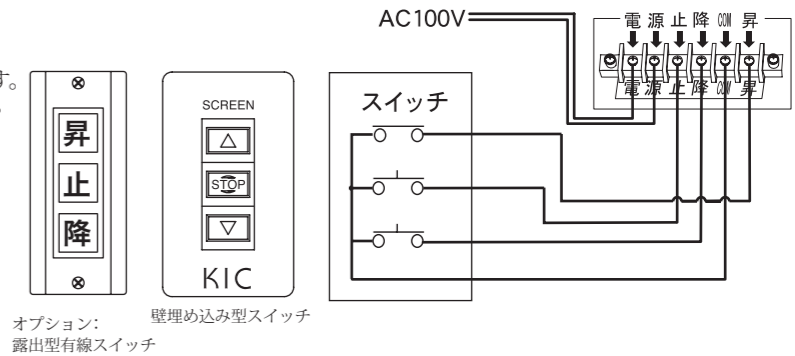 AC100V
電 源 止 降 COM 昇
電 源 止 降 COM 昇
す。
スイッチ
SCREEN
STOP
KIC
昇
止
降
オプション：
露出型有線スイッチ
壁埋め込み型スイッチ